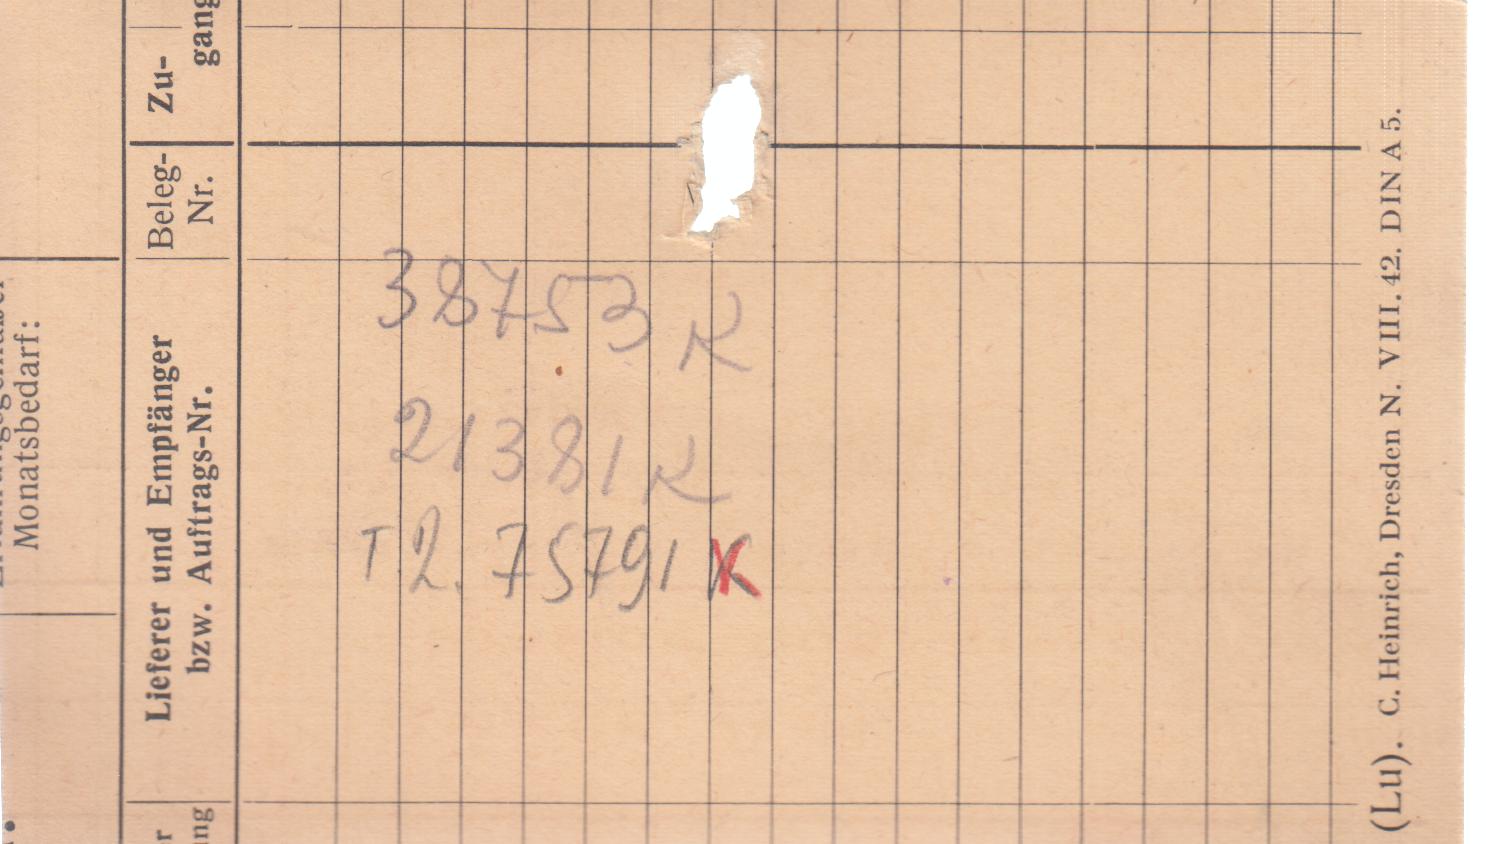 38753 K
21381 K
T.2. 75791 K
Zu-
gang
Beleg-
Nr.
Lieferer und Empfänger
bzw. Auftrags-Nr.
Monatsbedarf:
(Lu). C. Heinrich, Dresden N. VIII. 42. DIN A 5.